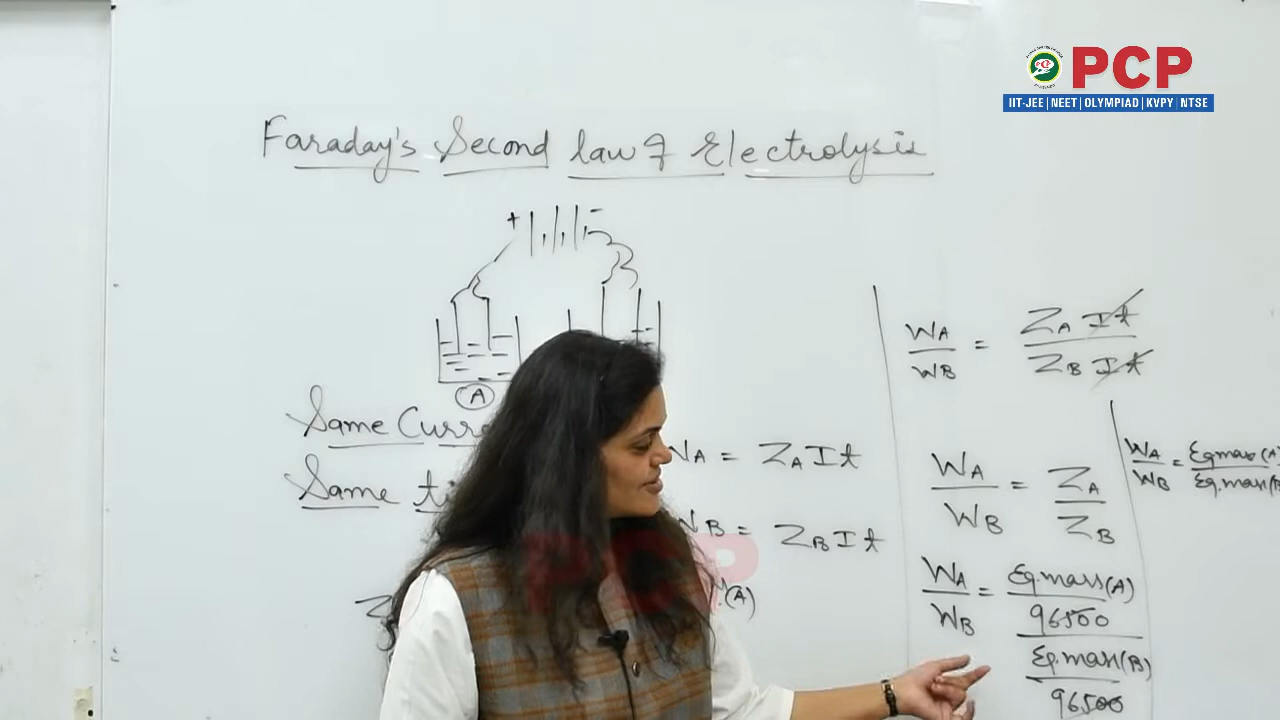 PCP
IIT-JEE | NEET | OLYMPIAD | KVPY | NTSE
Faraday's Second law of Electrolysis
+ −
A
Same
Same
WA = ZA I t
WB = ZB I t
(A)
WA/WB = ZA I t/ZB I t
WA/WB = ZA/ZB
WA/WB = Eq.mass(A)/96500/Eq.mass(B)/96500
WA/WB = Eq mass(A)/Eq.mass(B
PCP